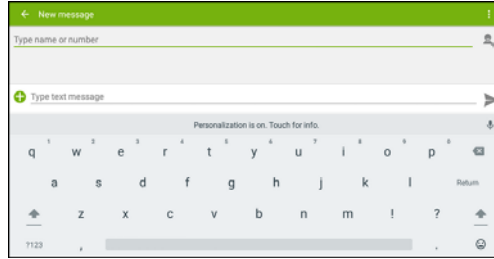 New message
Type name or number
Type text message
Personalization is on. Touch for info.
1 2 3 4 5 6 7 8 9 0
q w e r t y u i o p
a s d f g h j k l Return
z x c v b n m ! ?
?123 , .